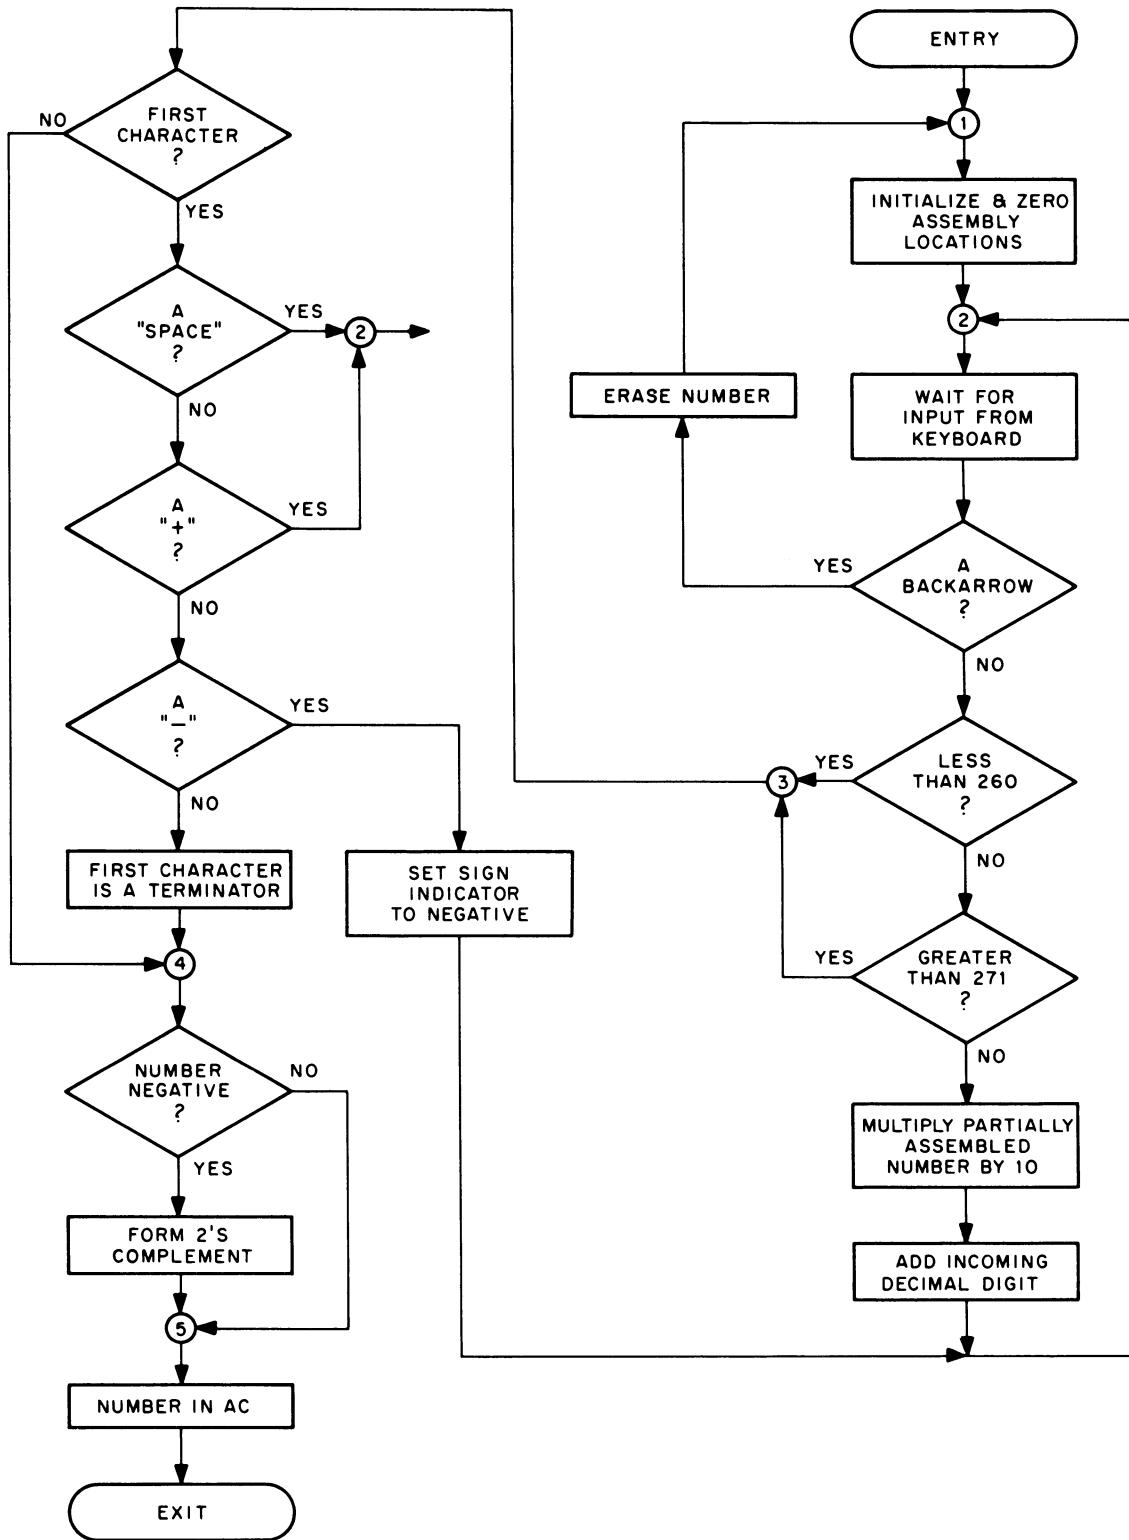 ENTRY
1
INITIALIZE & ZERO
ASSEMBLY
LOCATIONS
2
WAIT FOR
INPUT FROM
KEYBOARD
A
BACKARROW
?
YES
NO
ERASE NUMBER
LESS
THAN 260
?
YES
NO
3
GREATER
THAN 271
?
YES
NO
MULTIPLY PARTIALLY
ASSEMBLED
NUMBER BY 10
ADD INCOMING
DECIMAL DIGIT
FIRST
CHARACTER
?
NO
YES
A
"SPACE"
?
YES
2
NO
A
"+"
?
YES
NO
A
"—"
?
YES
NO
SET SIGN
INDICATOR
TO NEGATIVE
FIRST CHARACTER
IS A TERMINATOR
4
NUMBER
NEGATIVE
?
NO
YES
FORM 2'S
COMPLEMENT
5
NUMBER IN AC
EXIT